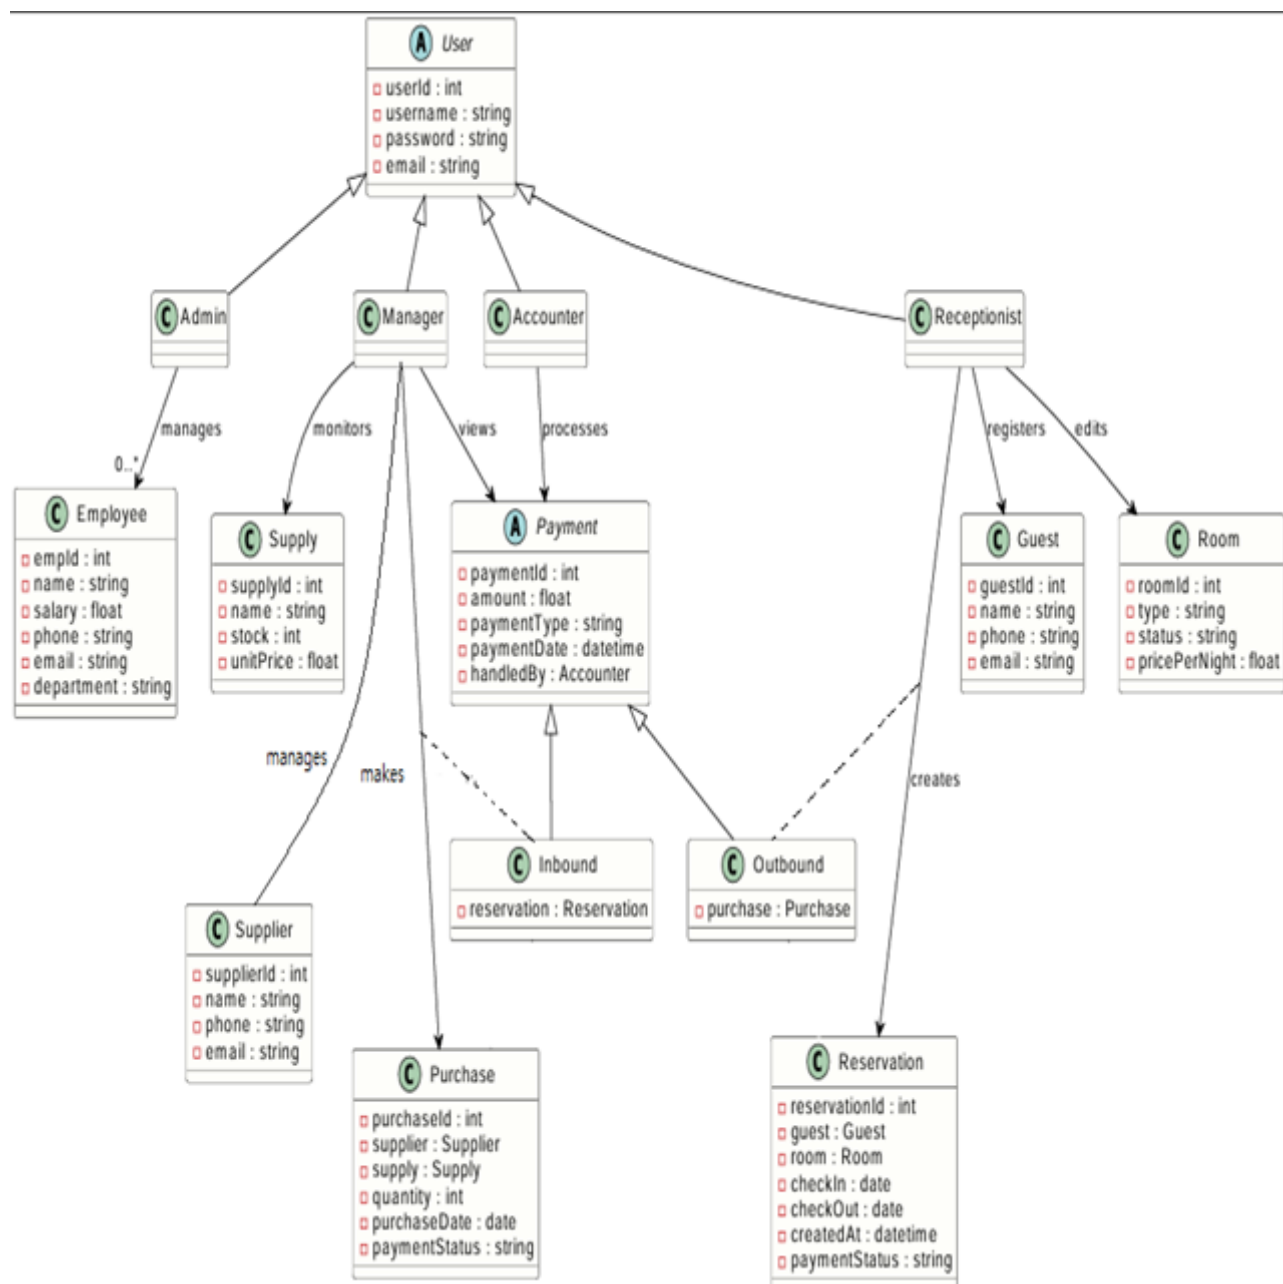 A User
userId : int
username : string
password : string
email : string
C Admin
C Manager
C Accounter
C Receptionist
manages
monitors
views
processes
registers
edits
0..*
C Employee
empId : int
name : string
salary : float
phone : string
email : string
department : string
C Supply
supplyId : int
name : string
stock : int
unitPrice : float
A Payment
paymentId : int
amount : float
paymentType : string
paymentDate : datetime
handledBy : Accounter
C Guest
guestId : int
name : string
phone : string
email : string
C Room
roomId : int
type : string
status : string
pricePerNight : float
manages
makes
creates
C Inbound
reservation : Reservation
C Outbound
purchase : Purchase
C Supplier
supplierId : int
name : string
phone : string
email : string
C Purchase
purchaseId : int
supplier : Supplier
supply : Supply
quantity : int
purchaseDate : date
paymentStatus : string
C Reservation
reservationId : int
guest : Guest
room : Room
checkIn : date
checkOut : date
createdAt : datetime
paymentStatus : string